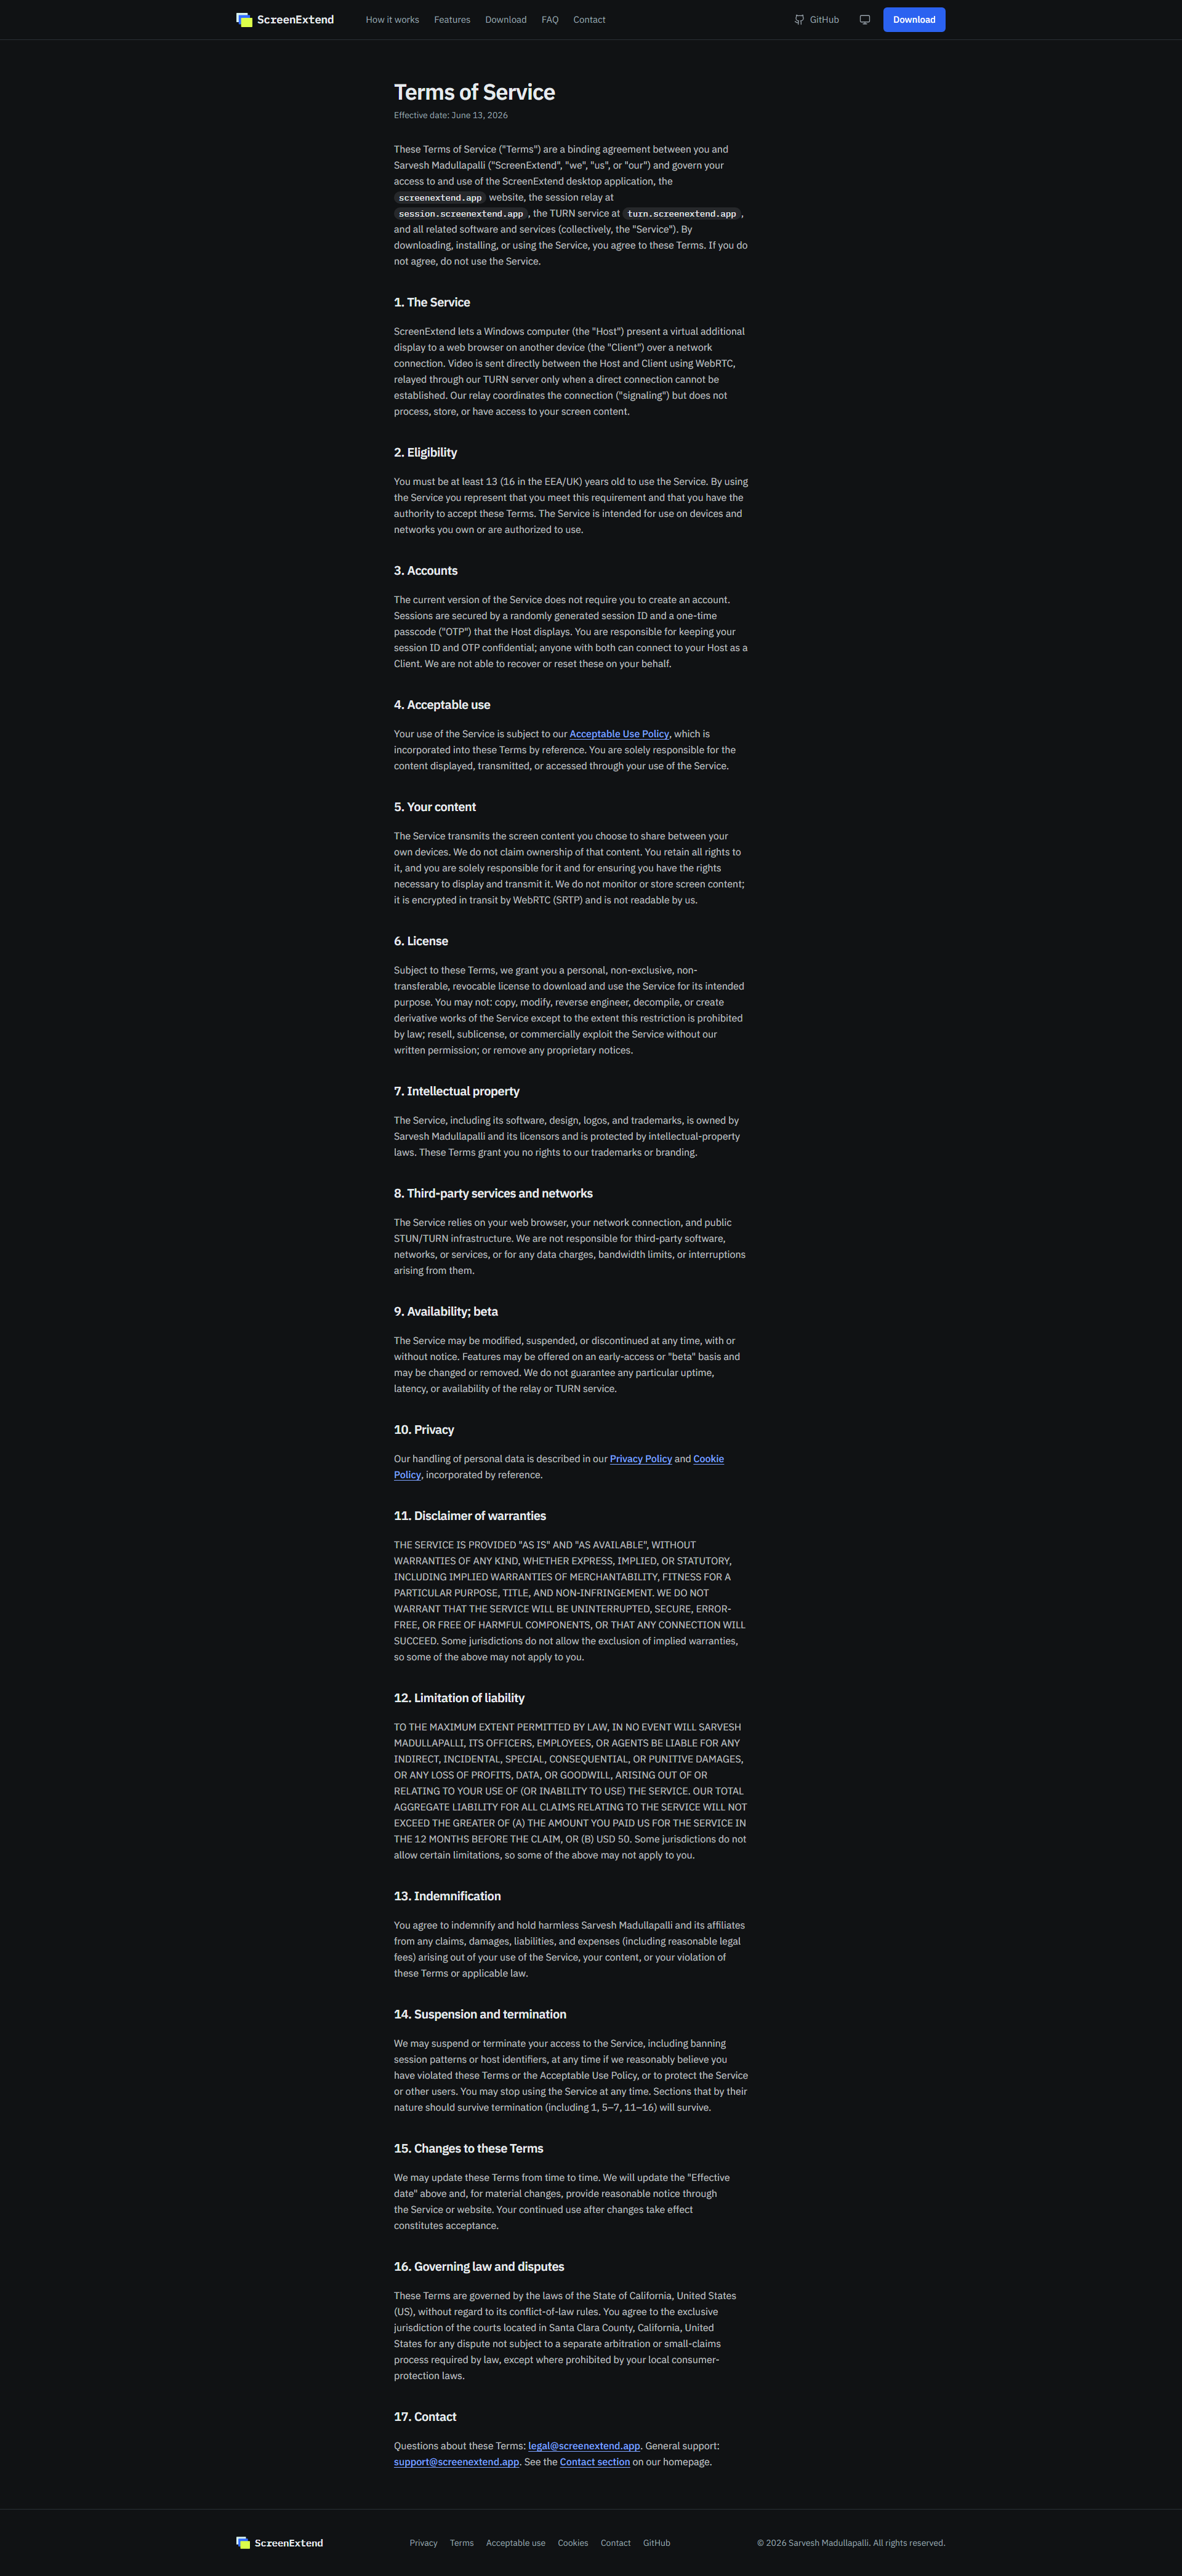 ScreenExtend How it works Features Download FAQ Contact GitHub Download
Terms of Service
Effective date: June 13, 2026
These Terms of Service ("Terms") are a binding agreement between you and
Sarvesh Madullapalli ("ScreenExtend", "we", "us", or "our") and govern your
access to and use of the ScreenExtend desktop application, the
screenextend.app website, the session relay at
session.screenextend.app, the TURN service at turn.screenextend.app,
and all related software and services (collectively, the "Service"). By
downloading, installing, or using the Service, you agree to these Terms. If you do
not agree, do not use the Service.
1. The Service
ScreenExtend lets a Windows computer (the "Host") present a virtual additional
display to a web browser on another device (the "Client") over a network
connection. Video is sent directly between the Host and Client using WebRTC,
relayed through our TURN server only when a direct connection cannot be
established. Our relay coordinates the connection ("signaling") but does not
process, store, or have access to your screen content.
2. Eligibility
You must be at least 13 (16 in the EEA/UK) years old to use the Service. By using
the Service you represent that you meet this requirement and that you have the
authority to accept these Terms. The Service is intended for use on devices and
networks you own or are authorized to use.
3. Accounts
The current version of the Service does not require you to create an account.
Sessions are secured by a randomly generated session ID and a one-time
passcode ("OTP") that the Host displays. You are responsible for keeping your
session ID and OTP confidential; anyone with both can connect to your Host as a
Client. We are not able to recover or reset these on your behalf.
4. Acceptable use
Your use of the Service is subject to our Acceptable Use Policy, which is
incorporated into these Terms by reference. You are solely responsible for the
content displayed, transmitted, or accessed through your use of the Service.
5. Your content
The Service transmits the screen content you choose to share between your
own devices. We do not claim ownership of that content. You retain all rights to
it, and you are solely responsible for it and for ensuring you have the rights
necessary to display and transmit it. We do not monitor or store screen content;
it is encrypted in transit by WebRTC (SRTP) and is not readable by us.
6. License
Subject to these Terms, we grant you a personal, non-exclusive, non-
transferable, revocable license to download and use the Service for its intended
purpose. You may not: copy, modify, reverse engineer, decompile, or create
derivative works of the Service except to the extent this restriction is prohibited
by law; resell, sublicense, or commercially exploit the Service without our
written permission; or remove any proprietary notices.
7. Intellectual property
The Service, including its software, design, logos, and trademarks, is owned by
Sarvesh Madullapalli and its licensors and is protected by intellectual-property
laws. These Terms grant you no rights to our trademarks or branding.
8. Third-party services and networks
The Service relies on your web browser, your network connection, and public
STUN/TURN infrastructure. We are not responsible for third-party software,
networks, or services, or for any data charges, bandwidth limits, or interruptions
arising from them.
9. Availability; beta
The Service may be modified, suspended, or discontinued at any time, with or
without notice. Features may be offered on an early-access or "beta" basis and
may be changed or removed. We do not guarantee any particular uptime,
latency, or availability of the relay or TURN service.
10. Privacy
Our handling of personal data is described in our Privacy Policy and Cookie
Policy, incorporated by reference.
11. Disclaimer of warranties
THE SERVICE IS PROVIDED "AS IS" AND "AS AVAILABLE", WITHOUT
WARRANTIES OF ANY KIND, WHETHER EXPRESS, IMPLIED, OR STATUTORY,
INCLUDING IMPLIED WARRANTIES OF MERCHANTABILITY, FITNESS FOR A
PARTICULAR PURPOSE, TITLE, AND NON-INFRINGEMENT. WE DO NOT
WARRANT THAT THE SERVICE WILL BE UNINTERRUPTED, SECURE, ERROR-
FREE, OR FREE OF HARMFUL COMPONENTS, OR THAT ANY CONNECTION WILL
SUCCEED. Some jurisdictions do not allow the exclusion of implied warranties,
so some of the above may not apply to you.
12. Limitation of liability
TO THE MAXIMUM EXTENT PERMITTED BY LAW, IN NO EVENT WILL SARVESH
MADULLAPALLI, ITS OFFICERS, EMPLOYEES, OR AGENTS BE LIABLE FOR ANY
INDIRECT, INCIDENTAL, SPECIAL, CONSEQUENTIAL, OR PUNITIVE DAMAGES,
OR ANY LOSS OF PROFITS, DATA, OR GOODWILL, ARISING OUT OF OR
RELATING TO YOUR USE OF (OR INABILITY TO USE) THE SERVICE. OUR TOTAL
AGGREGATE LIABILITY FOR ALL CLAIMS RELATING TO THE SERVICE WILL NOT
EXCEED THE GREATER OF (A) THE AMOUNT YOU PAID US FOR THE SERVICE IN
THE 12 MONTHS BEFORE THE CLAIM, OR (B) USD 50. Some jurisdictions do not
allow certain limitations, so some of the above may not apply to you.
13. Indemnification
You agree to indemnify and hold harmless Sarvesh Madullapalli and its affiliates
from any claims, damages, liabilities, and expenses (including reasonable legal
fees) arising out of your use of the Service, your content, or your violation of
these Terms or applicable law.
14. Suspension and termination
We may suspend or terminate your access to the Service, including banning
session patterns or host identifiers, at any time if we reasonably believe you
have violated these Terms or the Acceptable Use Policy, or to protect the Service
or other users. You may stop using the Service at any time. Sections that by their
nature should survive termination (including 1, 5–7, 11–16) will survive.
15. Changes to these Terms
We may update these Terms from time to time. We will update the "Effective
date" above and, for material changes, provide reasonable notice through
the Service or website. Your continued use after changes take effect
constitutes acceptance.
16. Governing law and disputes
These Terms are governed by the laws of the State of California, United States
(US), without regard to its conflict-of-law rules. You agree to the exclusive
jurisdiction of the courts located in Santa Clara County, California, United
States for any dispute not subject to a separate arbitration or small-claims
process required by law, except where prohibited by your local consumer-
protection laws.
17. Contact
Questions about these Terms: legal@screenextend.app. General support:
support@screenextend.app. See the Contact section on our homepage.
ScreenExtend Privacy Terms Acceptable use Cookies Contact GitHub © 2026 Sarvesh Madullapalli. All rights reserved.